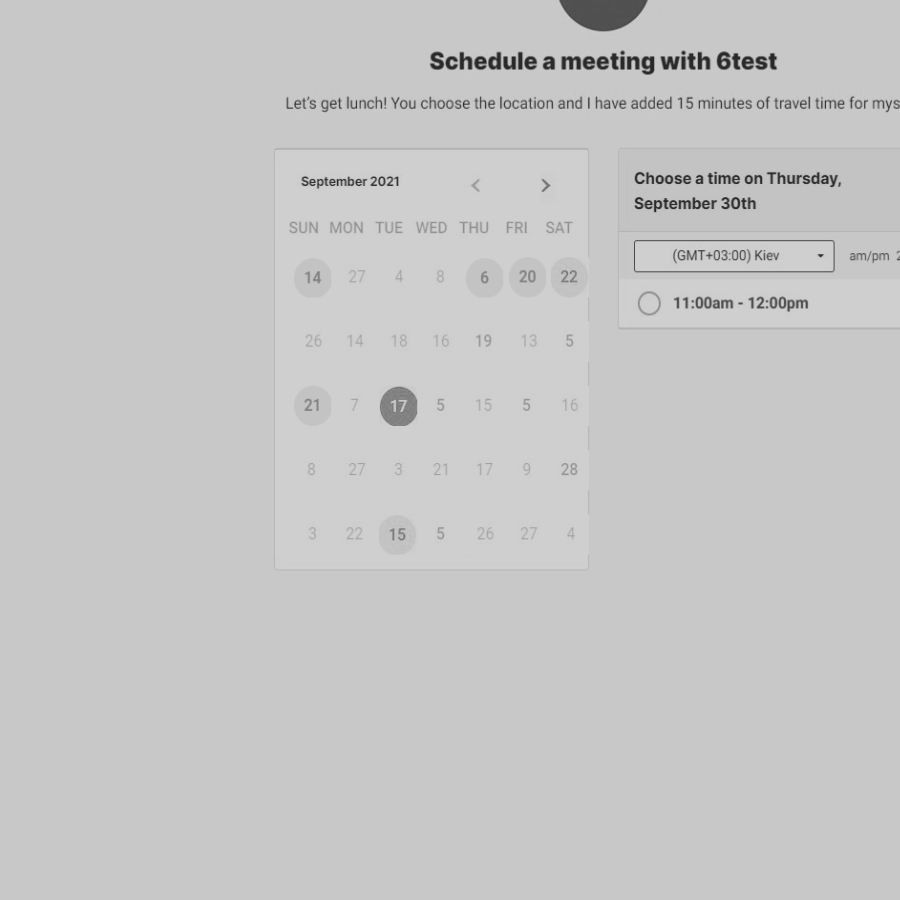 Schedule a meeting with 6test
Let's get lunch! You choose the location and I have added 15 minutes of travel time for mys
September 2021
SUN MON TUE WED THU FRI SAT
14 27 4 8 6 20 22
26 14 18 16 19 13 5
21 7 17 5 15 5 16
8 27 3 21 17 9 28
3 22 15 5 26 27 4
Choose a time on Thursday,
September 30th
(GMT+03:00) Kiev am/pm 2
11:00am - 12:00pm